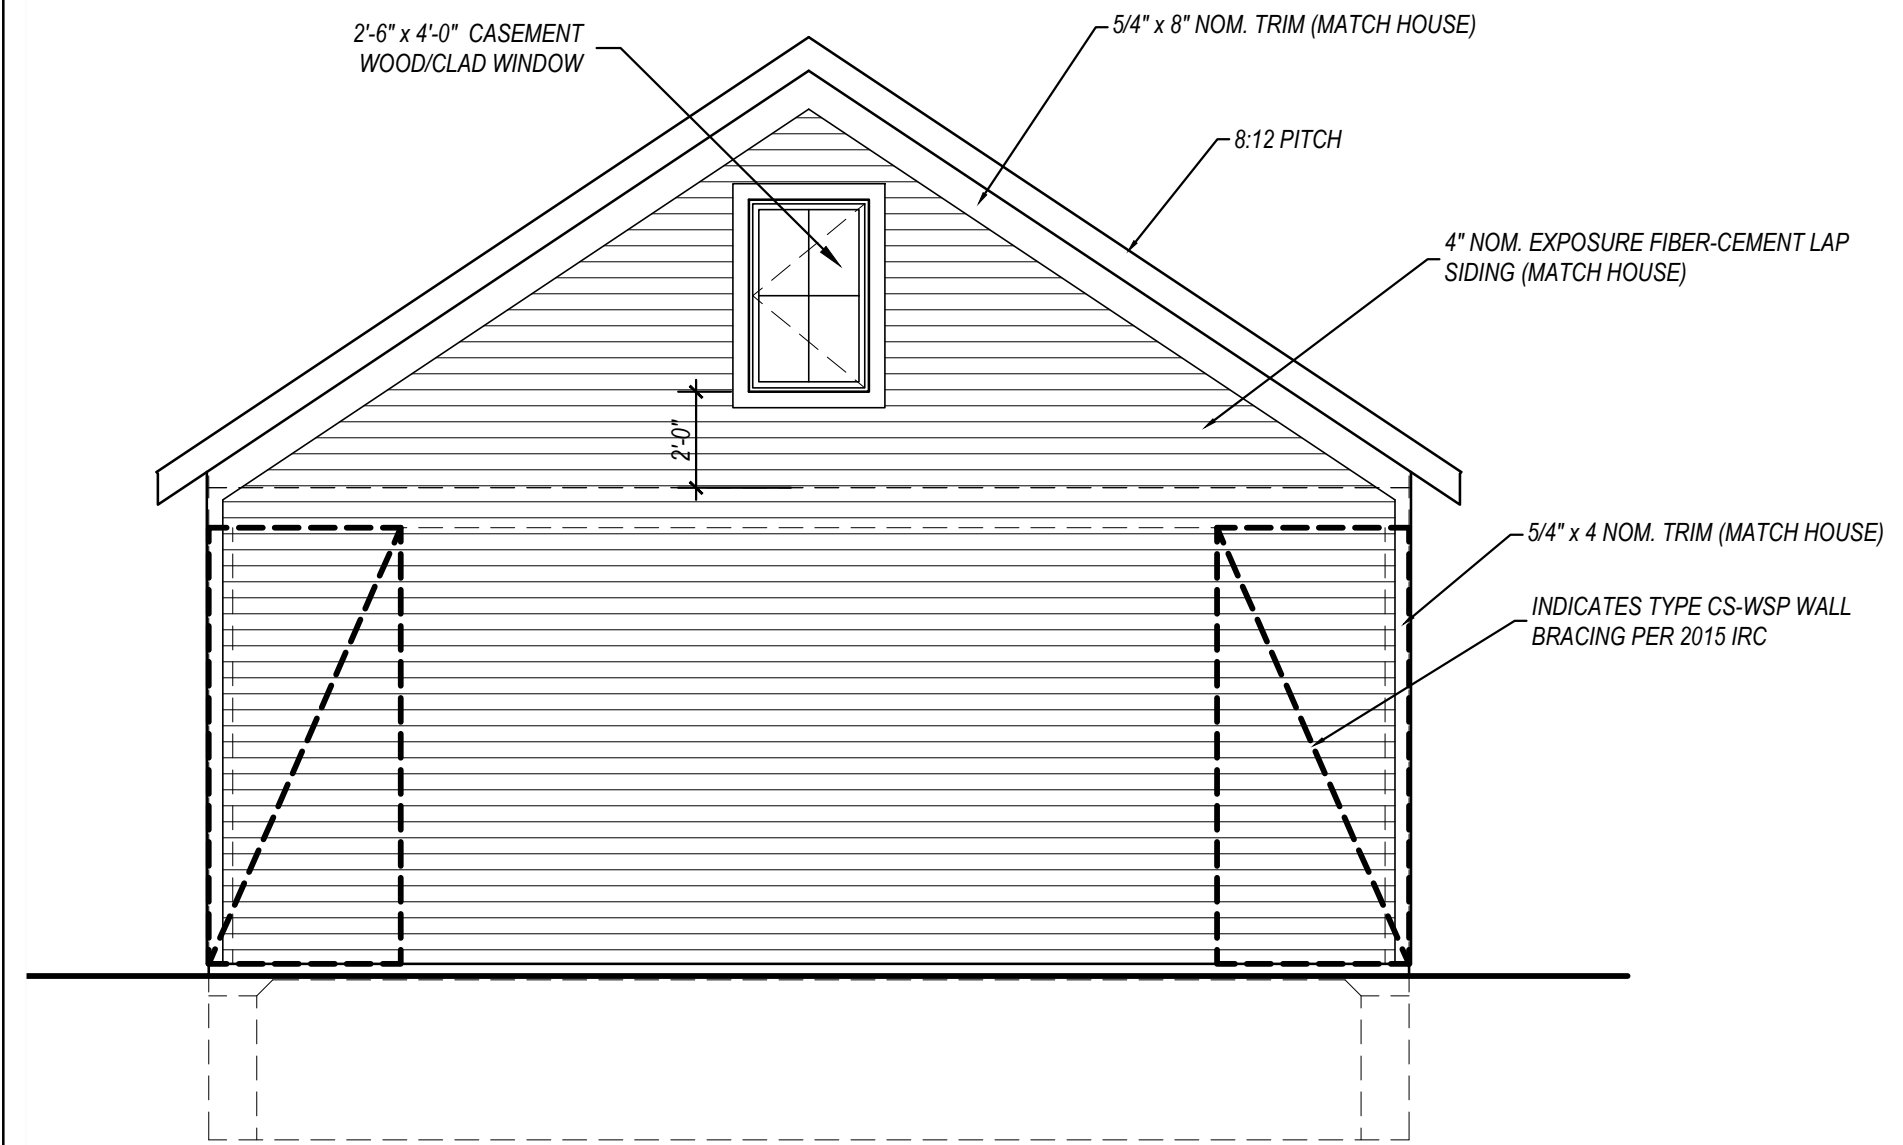 2'-6" x 4'-0" CASEMENT
WOOD/CLAD WINDOW
5/4" x 8" NOM. TRIM (MATCH HOUSE)
8:12 PITCH
4" NOM. EXPOSURE FIBER-CEMENT LAP
SIDING (MATCH HOUSE)
2'-0"
5/4" x 4 NOM. TRIM (MATCH HOUSE)
INDICATES TYPE CS-WSP WALL
BRACING PER 2015 IRC